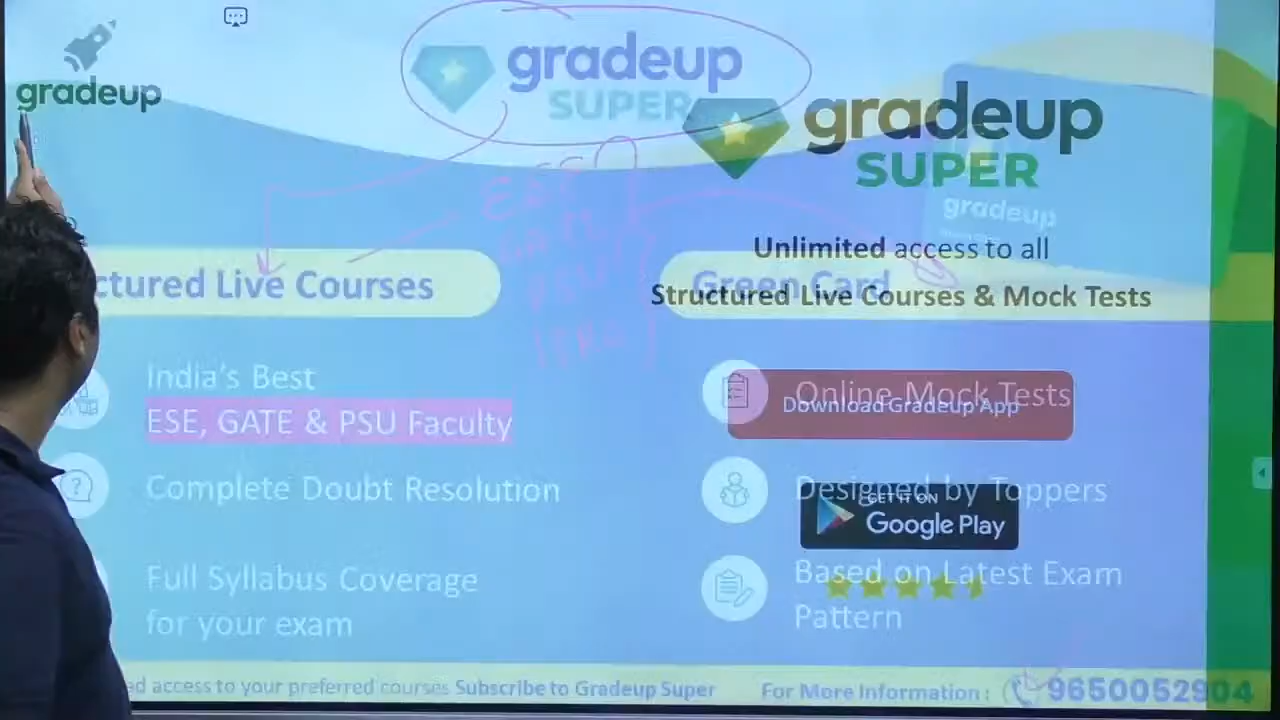 gradeup
gradeup
SUPER
gradeup
SUPER
gradeup
ESE
Unlimited access to all
ctured Live Courses
Green Card
Structured Live Courses & Mock Tests
India's Best
ESE, GATE & PSU Faculty
Online Mock Tests
Download Gradeup App
Complete Doubt Resolution
Designed by Toppers
GET IT ON
Google Play
Full Syllabus Coverage
for your exam
Based on Latest Exam
Pattern
ed access to your preferred courses Subscribe to Gradeup Super
For More Information : 9650052904